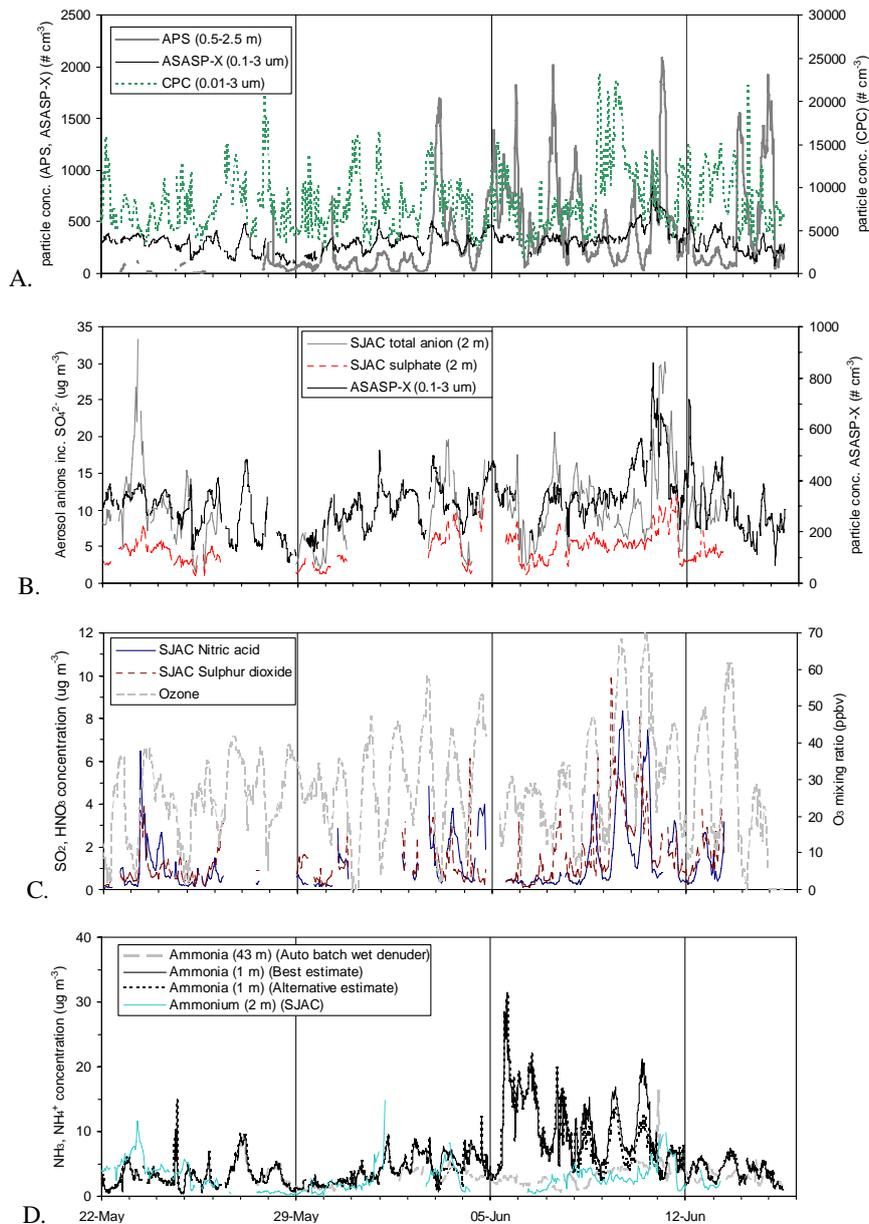 2500
2000
1500
1000
500
0
particle conc. (APS, ASASP-X) (# cm-3)
APS (0.5-2.5 m)
ASASP-X (0.1-3 um)
CPC (0.01-3 um)
30000
25000
20000
15000
10000
5000
0
particle conc. (CPC) (# cm-3)
A.
35
30
25
20
15
10
5
0
Aerosol anions inc. SO42- (ug m-3)
SJAC total anion (2 m)
SJAC sulphate (2 m)
ASASP-X (0.1-3 um)
1000
800
600
400
200
0
particle conc. ASASP-X (# cm-3)
B.
12
10
8
6
4
2
0
SO2, HNO3 concentration (ug m-3)
SJAC Nitric acid
SJAC Sulphur dioxide
Ozone
70
60
50
40
30
20
10
0
O3 mixing ratio (ppbv)
C.
40
30
20
10
0
NH3, NH4+ concentration (ug m-3)
Ammonia (43 m) (Auto batch wet denuder)
Ammonia (1 m) (Best estimate)
Ammonia (1 m) (Alternative estimate)
Ammonium (2 m) (SJAC)
D.
22-May 29-May 05-Jun 12-Jun